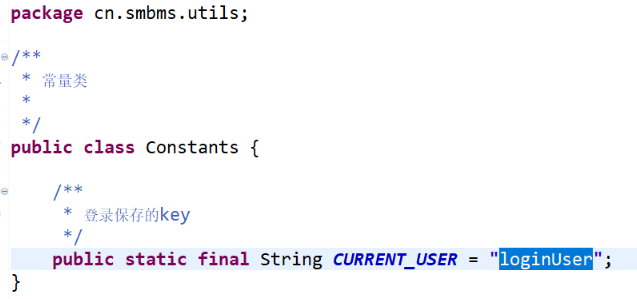 package cn.smbms.utils;
/**
 * 常量类
 *
 */
public class Constants {
    /**
     * 登录保存的key
     */
    public static final String CURRENT_USER = "loginUser";
}